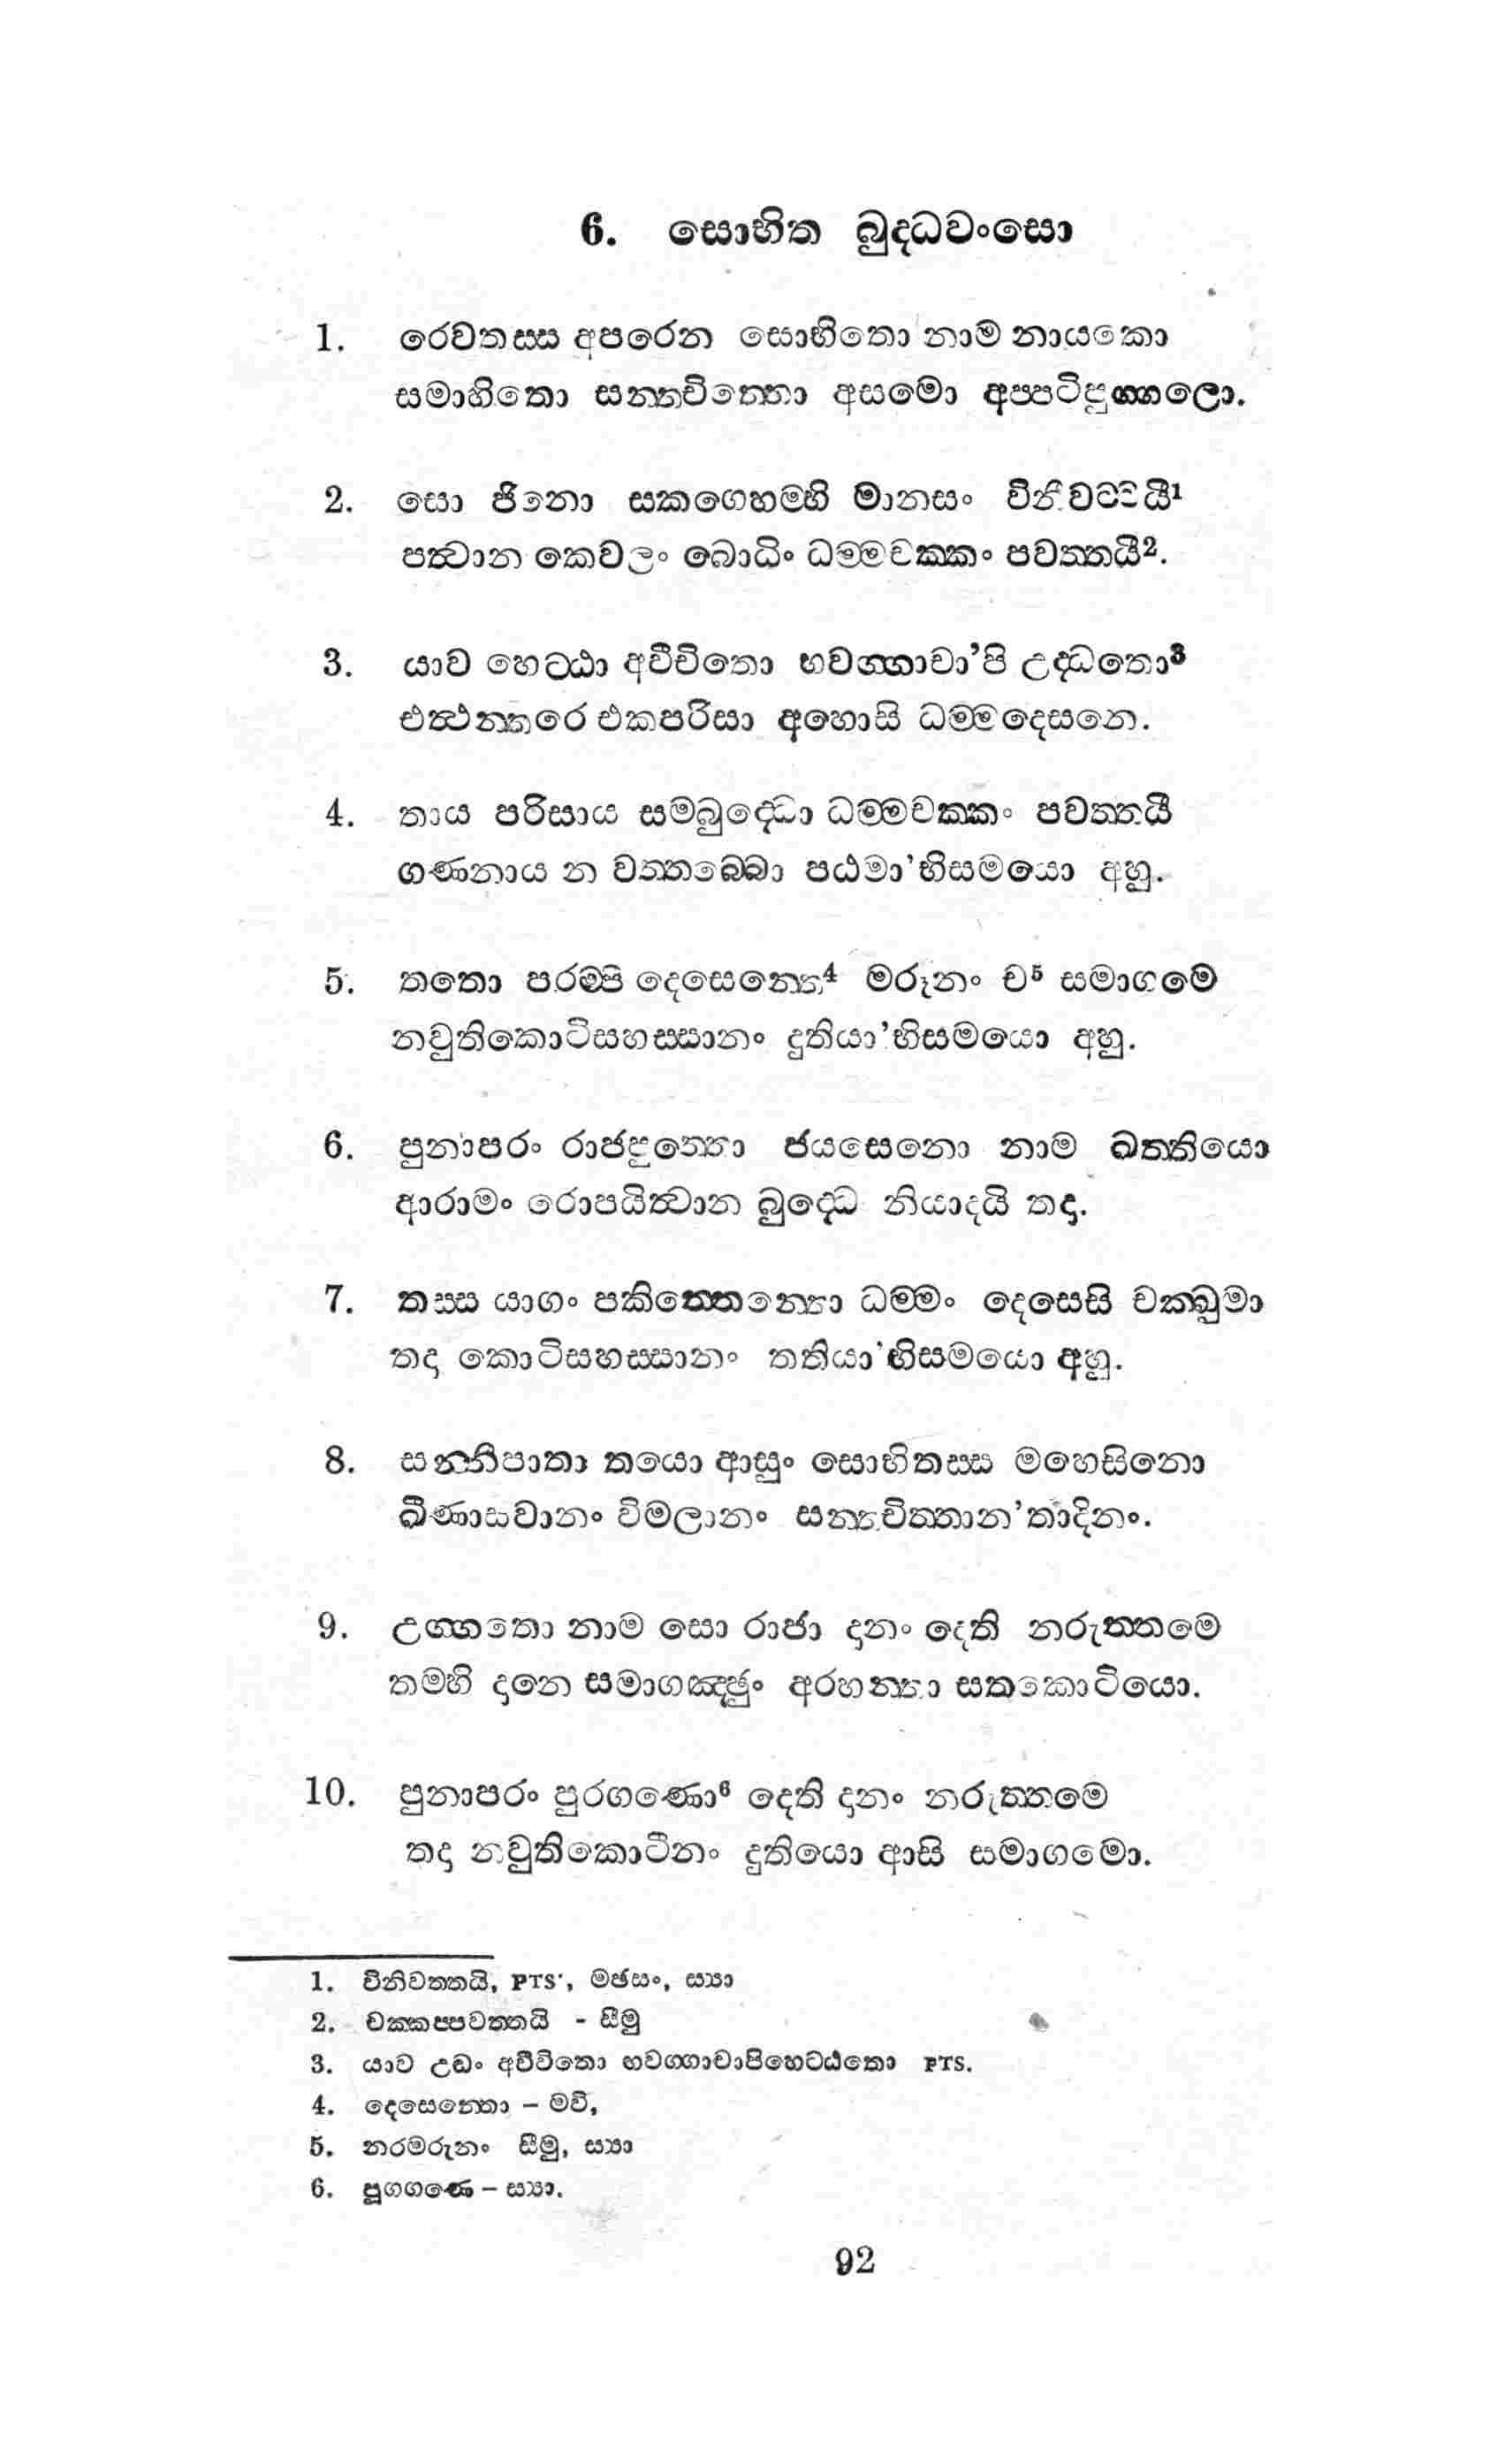 6. සොභිත බුද්ධවංසො
1. රෙවතස්ස අපරෙන සොභිතො නාම නායකො
සමාහිතො සන්තචිත්තො අසමො අප්පටිපුග්ගලො.
2. සො ජිනො සකගෙහම්හි මානසං විනිවට්ටයී1
පත්වාන කෙවලං බොධිං ධම්මචක්කං පවත්තයී2.
3. යාව හෙට්ඨා අවීචිතො භවග්ගාචා’පි උද්ධතො3
එත්ථන්තරෙ එකපරිසා අහොසි ධම්මදෙසනෙ.
4. තාය පරිසාය සම්බුද්ධො ධම්මචක්කං පවත්තයී
ගණනාය න වත්තබ්බො පඨමා’භිසමයො අහු.
5. තතො පරම්පි දෙසෙන්තෙ4 මරූනං ච5 සමාගමෙ
නවුතිකොටිසහස්සානං දුතියා’භිසමයො අහු.
6. පුනාපරං රාජපුත්තො ජයසෙනො නාම ඛත්තියො
ආරාමං රොපයිත්වාන බුද්ධෙ නියාදයි තදා.
7. තස්ස යාගං පකිත්තෙන්තො ධම්මං දෙසෙසි චක්ඛුමා
තදා කොටිසහස්සානං තතියා’භිසමයො අහු.
8. සන්නිපාතා තයො ආසුං සොභිතස්ස මහෙසිනො
ඛීණාසවානං විමලානං සන්තචිත්තාන’තාදිනං.
9. උග්ගතො නාම සො රාජා දානං දෙති නරුත්තමෙ
තම්හි දානෙ සමාගඤ්ඡුං අරහන්තා සතකොටියො.
10. පුනාපරං පුරගණො6 දෙති දානං නරුත්තමෙ
තදා නවුතිකොටීනං දුතියො ආසි සමාගමො.
1. විනිවත්තයි, PTS, මඡසං, ස්‍යා
2. චක්කප්පවත්තයි - සීමු
3. යාව උඩං අවීචිතො භවග්ගාචාපිහෙට්ඨතො PTS.
4. දෙසෙන්තො – මවි,
5. නරමරුනං සීමු, ස්‍යා
6. පූගගණෙ – ස්‍යා.
92